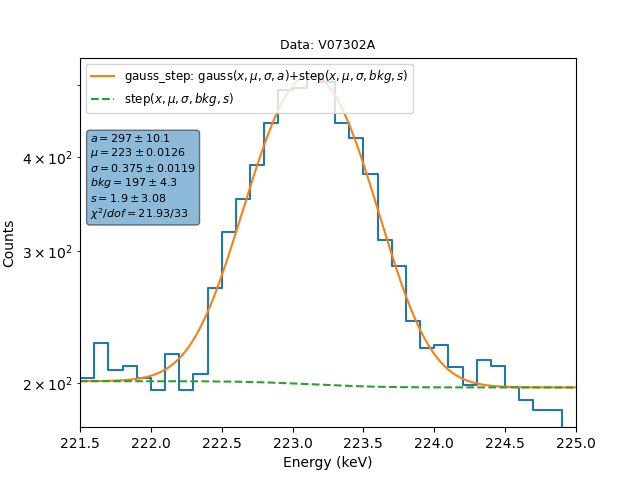 Data: V07302A
gauss_step: gauss(x, μ, σ, a)+step(x, μ, σ, bkg, s)
step(x, μ, σ, bkg, s)
a = 297 ± 10.1
μ = 223 ± 0.0126
σ = 0.375 ± 0.0119
bkg = 197 ± 4.3
s = 1.9 ± 3.08
χ²/dof = 21.93/33
4 × 10²
3 × 10²
2 × 10²
Counts
221.5 222.0 222.5 223.0 223.5 224.0 224.5 225.0
Energy (keV)